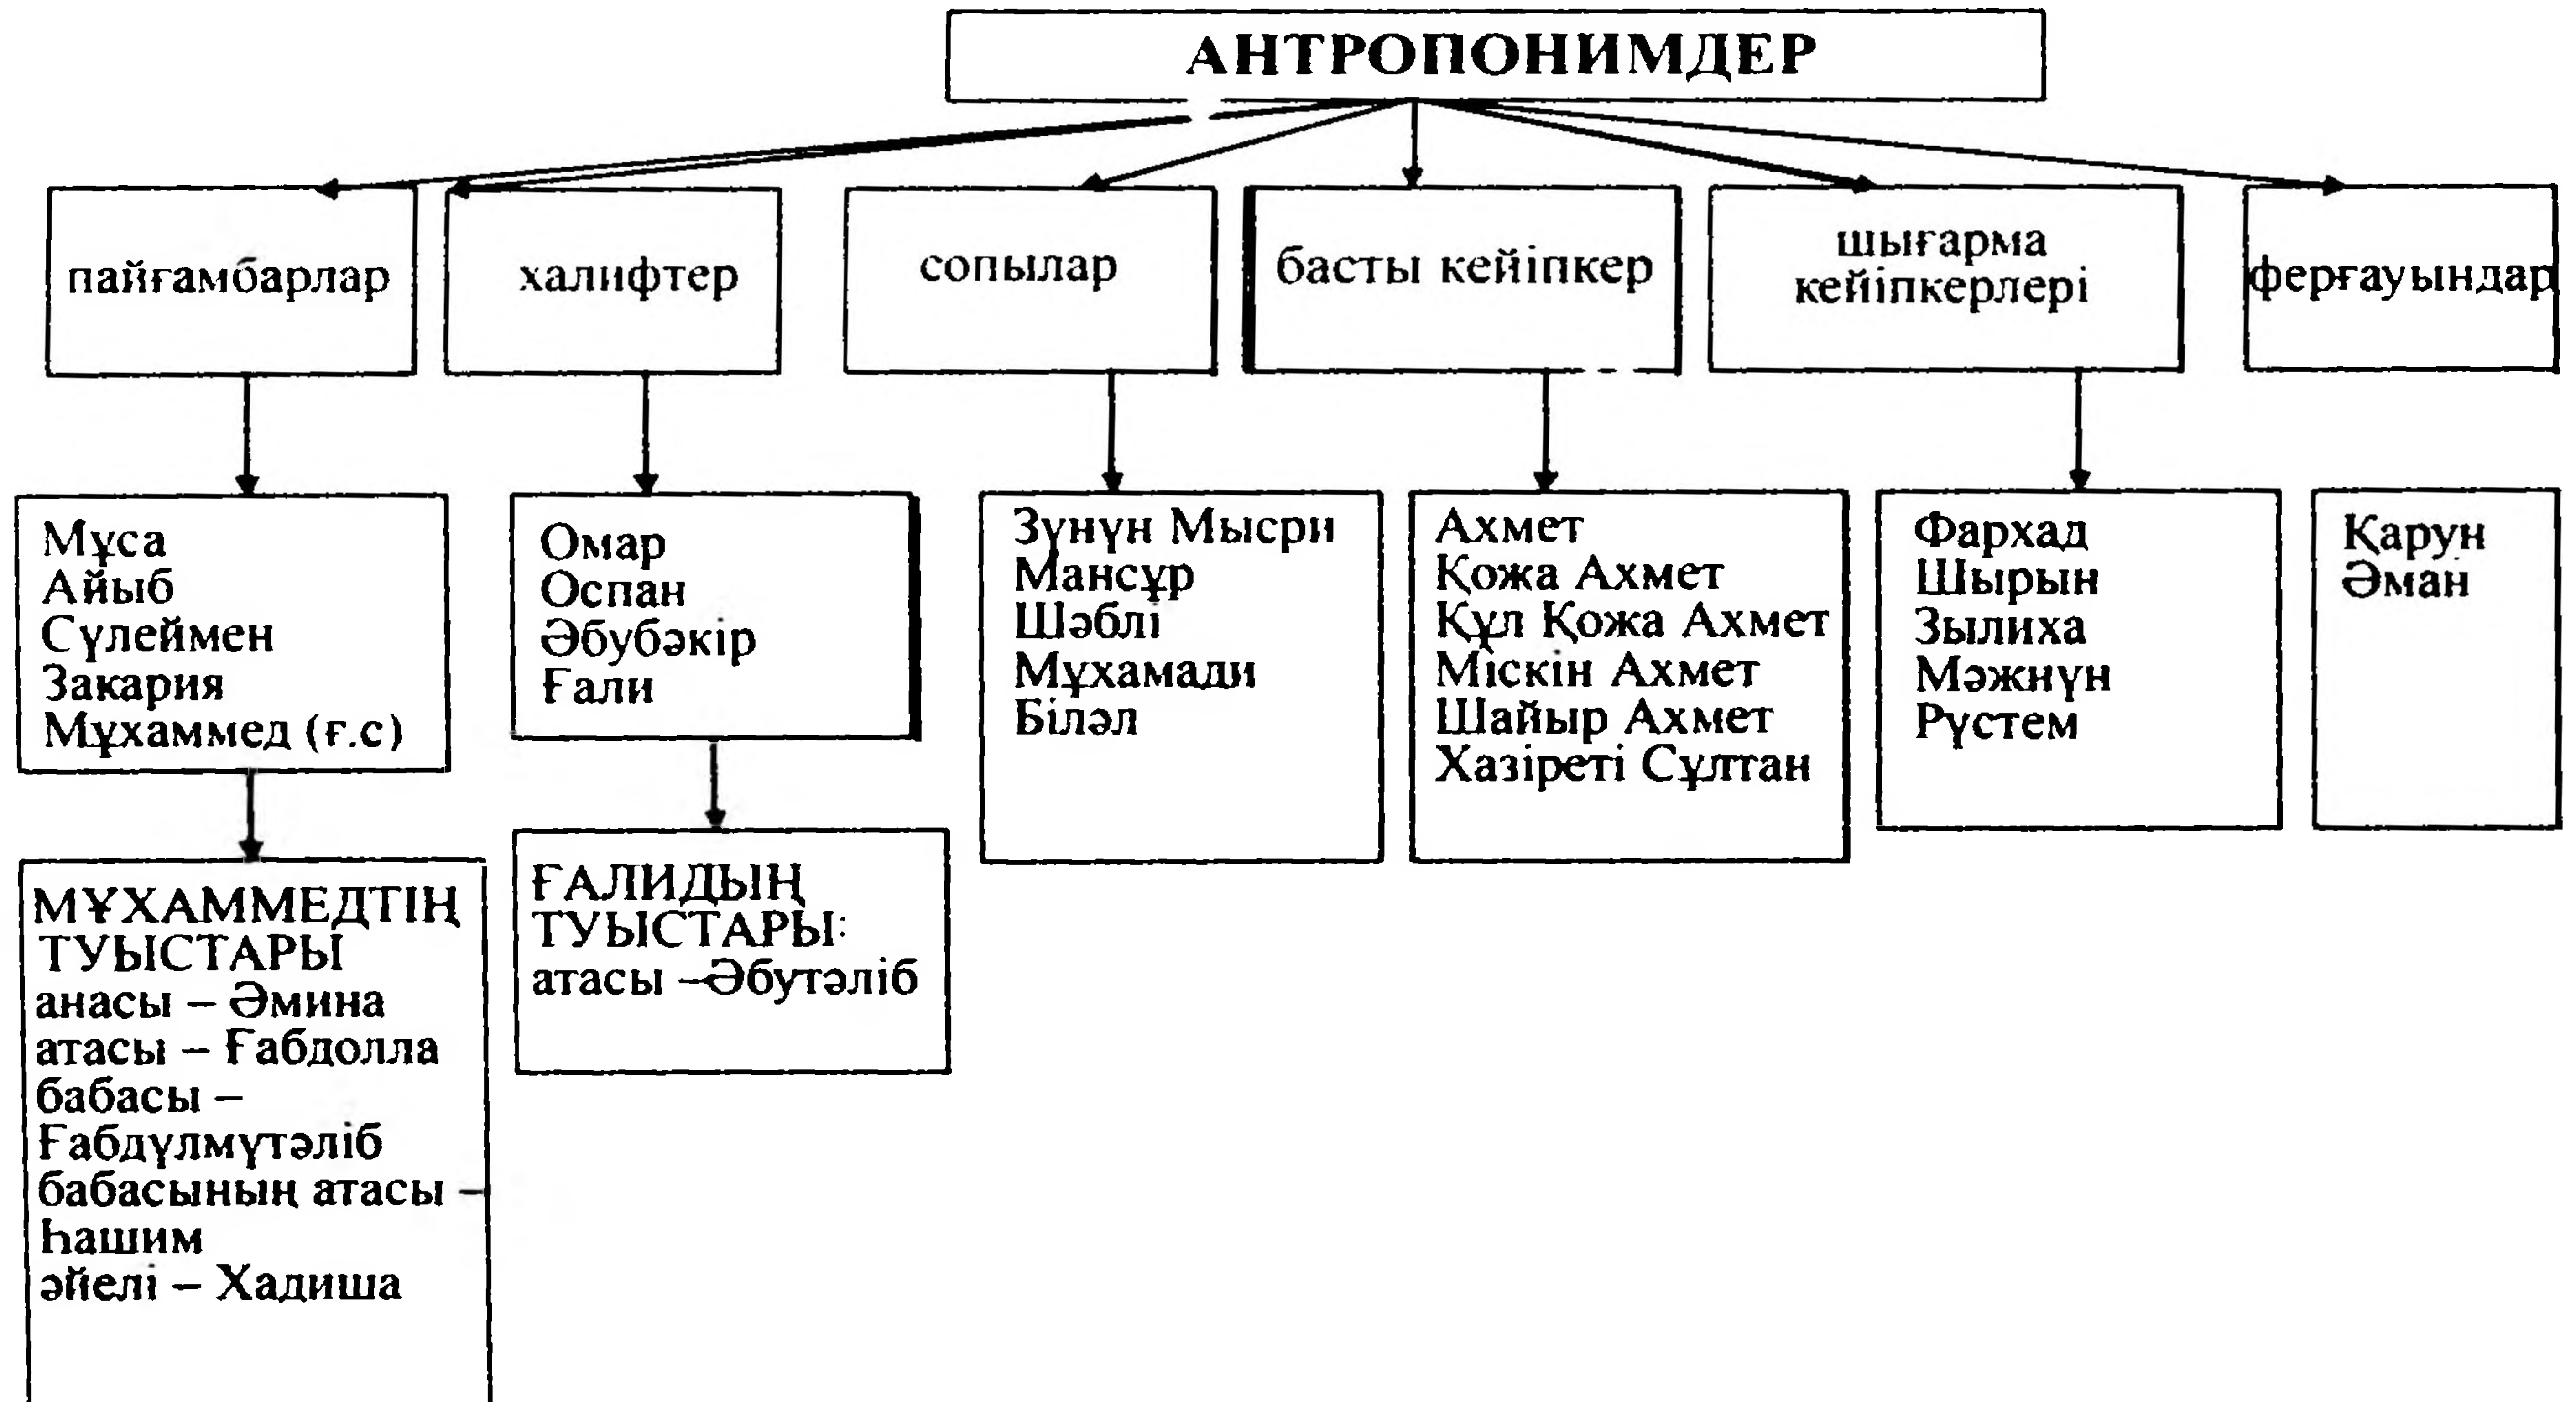 АНТРОПОНИМДЕР
пайғамбарлар
халифтер
сопылар
басты кейіпкер
шығарма
кейіпкерлері
ферғауындар
Мұса
Айыб
Сүлеймен
Закария
Мұхаммед (ғ.с)
Омар
Оспан
Әбубәкір
Ғали
Зүнүн Мысри
Мансұр
Шәблі
Мұхамади
Біләл
Ахмет
Қожа Ахмет
Құл Қожа Ахмет
Міскін Ахмет
Шайыр Ахмет
Хазіреті Сұлтан
Фархад
Шырын
Зылиха
Мәжнүн
Рүстем
Қарун
Әман
МҰХАММЕДТІҢ
ТУЫСТАРЫ
анасы – Әмина
атасы – Ғабдолла
бабасы –
Ғабдүлмүтәліб
бабасының атасы –
Һашим
әйелі – Хадиша
ҒАЛИДЫҢ
ТУЫСТАРЫ:
атасы –Әбутәліб